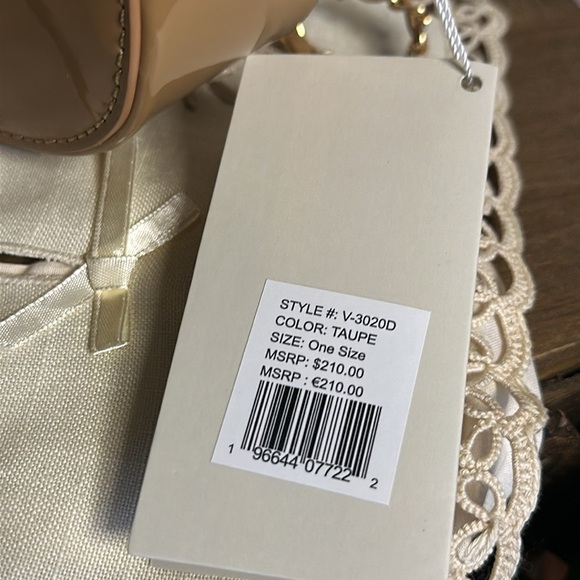 STYLE #: V-3020D
COLOR: TAUPE
SIZE: One Size
MSRP: $210.00
MSRP : €210.00
1 96644 07722 2